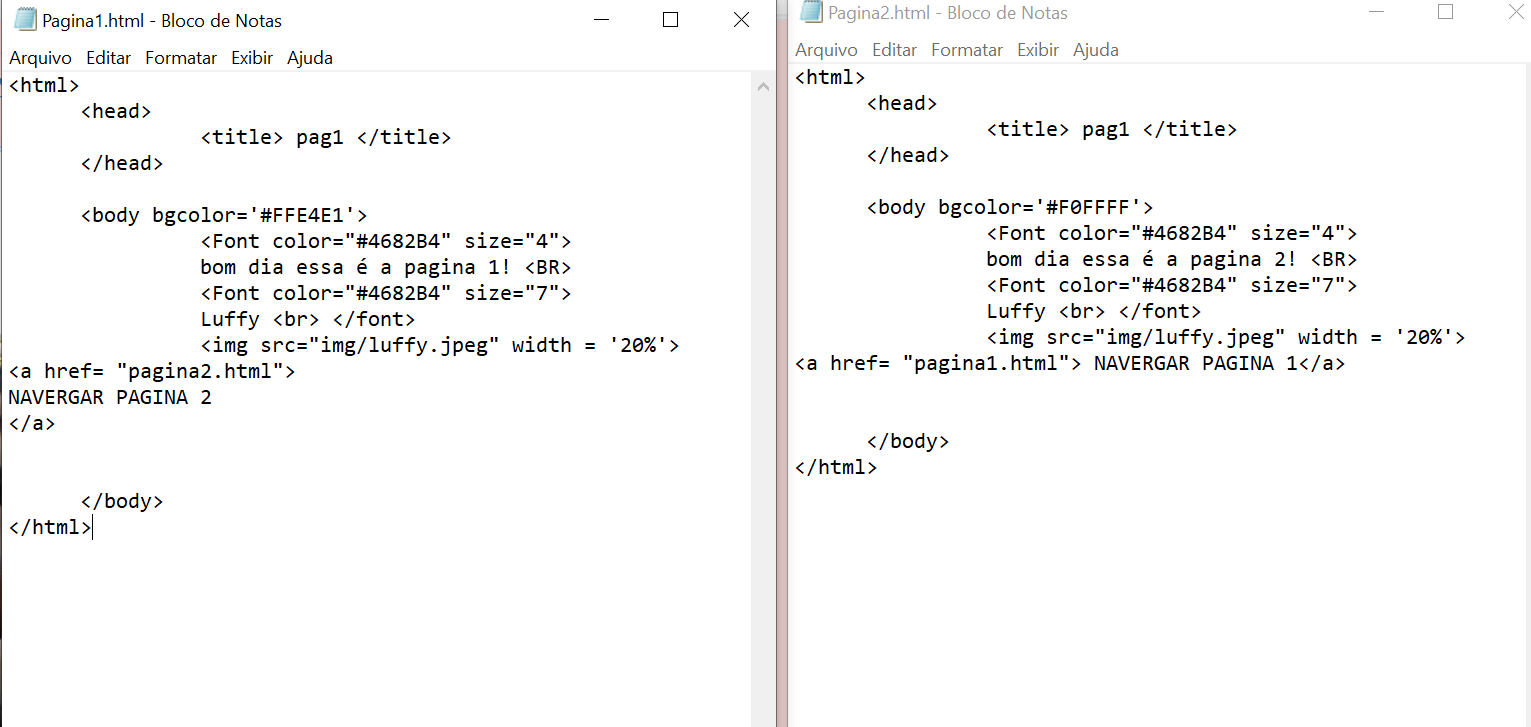 Pagina1.html - Bloco de Notas
Arquivo Editar Formatar Exibir Ajuda
<html>
<head>
<title> pag1 </title>
</head>
<body bgcolor='#FFE4E1'>
<Font color="#4682B4" size="4">
bom dia essa é a pagina 1! <BR>
<Font color="#4682B4" size="7">
Luffy <br> </font>
<img src="img/luffy.jpeg" width = '20%'>
<a href= "pagina2.html">
NAVERGAR PAGINA 2
</a>
</body>
</html>
Pagina2.html - Bloco de Notas
Arquivo Editar Formatar Exibir Ajuda
<html>
<head>
<title> pag1 </title>
</head>
<body bgcolor='#F0FFFF'>
<Font color="#4682B4" size="4">
bom dia essa é a pagina 2! <BR>
<Font color="#4682B4" size="7">
Luffy <br> </font>
<img src="img/luffy.jpeg" width = '20%'>
<a href= "pagina1.html"> NAVERGAR PAGINA 1</a>
</body>
</html>